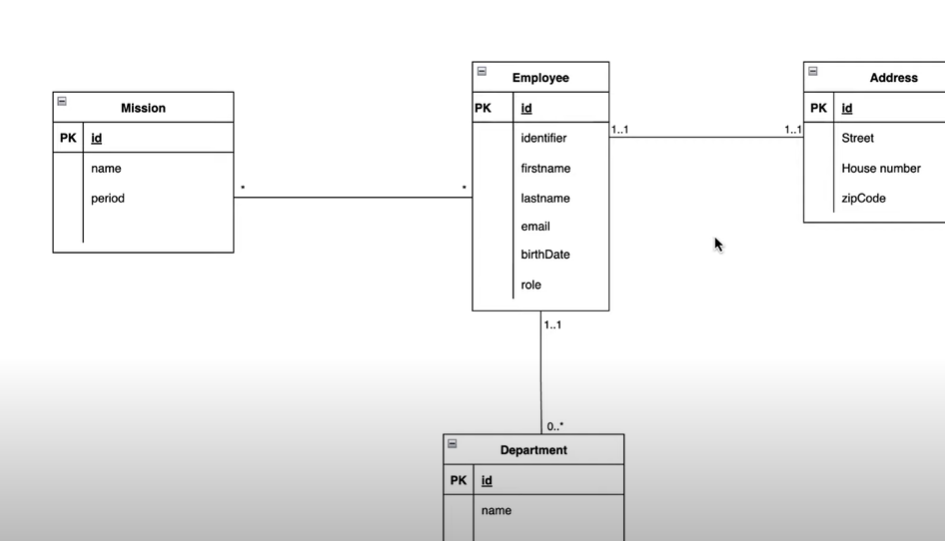 Mission
PK id
name
period
*
*
Employee
PK id
identifier
firstname
lastname
email
birthDate
role
1..1
1..1
Address
PK id
Street
House number
zipCode
1..1
0..*
Department
PK id
name